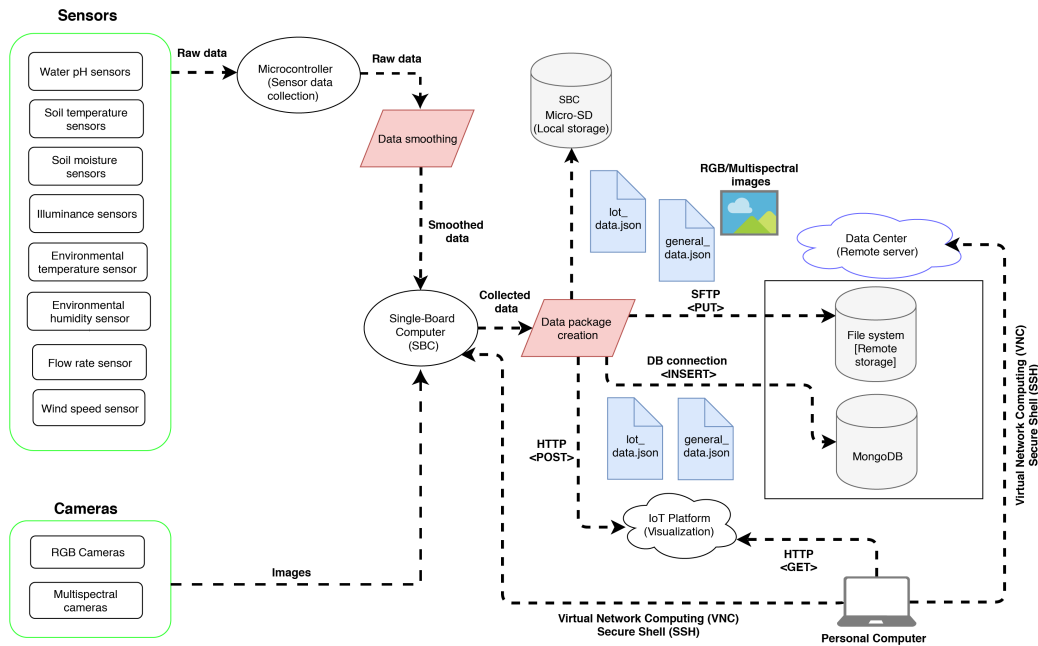 Sensors
Water pH sensors
Soil temperature
sensors
Soil moisture
sensors
Illuminance sensors
Environmental
temperature sensor
Environmental
humidity sensor
Flow rate sensor
Wind speed sensor
Cameras
RGB Cameras
Multispectral
cameras
Raw data
Microcontroller
(Sensor data
collection)
Raw data
Data smoothing
Smoothed
data
Single-Board
Computer
(SBC)
Images
Collected
data
Data package
creation
SBC
Micro-SD
(Local storage)
Iot_
data.json
general_
data.json
RGB/Multispectral
images
SFTP
<PUT>
DB connection
<INSERT>
Iot_
data.json
general_
data.json
HTTP
<POST>
IoT Platform
(Visualization)
HTTP
<GET>
Data Center
(Remote server)
File system
[Remote
storage]
MongoDB
Virtual Network Computing (VNC)
Secure Shell (SSH)
Virtual Network Computing (VNC)
Secure Shell (SSH)
Personal Computer